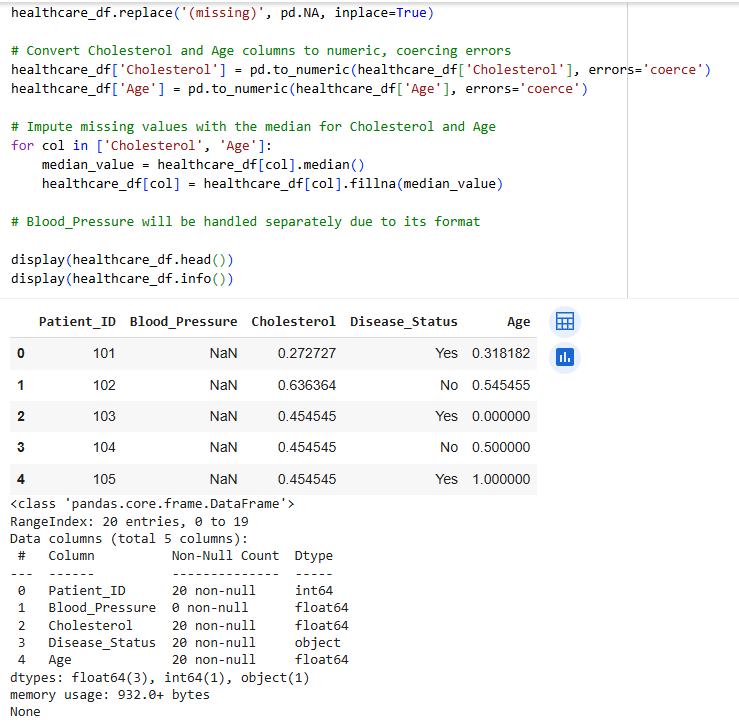 healthcare_df.replace('(missing)', pd.NA, inplace=True)
# Convert Cholesterol and Age columns to numeric, coercing errors
healthcare_df['Cholesterol'] = pd.to_numeric(healthcare_df['Cholesterol'], errors='coerce')
healthcare_df['Age'] = pd.to_numeric(healthcare_df['Age'], errors='coerce')
# Impute missing values with the median for Cholesterol and Age
for col in ['Cholesterol', 'Age']:
    median_value = healthcare_df[col].median()
    healthcare_df[col] = healthcare_df[col].fillna(median_value)
# Blood_Pressure will be handled separately due to its format
display(healthcare_df.head())
display(healthcare_df.info())
Patient_ID Blood_Pressure Cholesterol Disease_Status Age
0 101 NaN 0.272727 Yes 0.318182
1 102 NaN 0.636364 No 0.545455
2 103 NaN 0.454545 Yes 0.000000
3 104 NaN 0.454545 No 0.500000
4 105 NaN 0.454545 Yes 1.000000
<class 'pandas.core.frame.DataFrame'>
RangeIndex: 20 entries, 0 to 19
Data columns (total 5 columns):
 #   Column          Non-Null Count  Dtype
---  ------          --------------  -----
 0   Patient_ID      20 non-null     int64
 1   Blood_Pressure  0 non-null      float64
 2   Cholesterol     20 non-null     float64
 3   Disease_Status  20 non-null     object
 4   Age             20 non-null     float64
dtypes: float64(3), int64(1), object(1)
memory usage: 932.0+ bytes
None